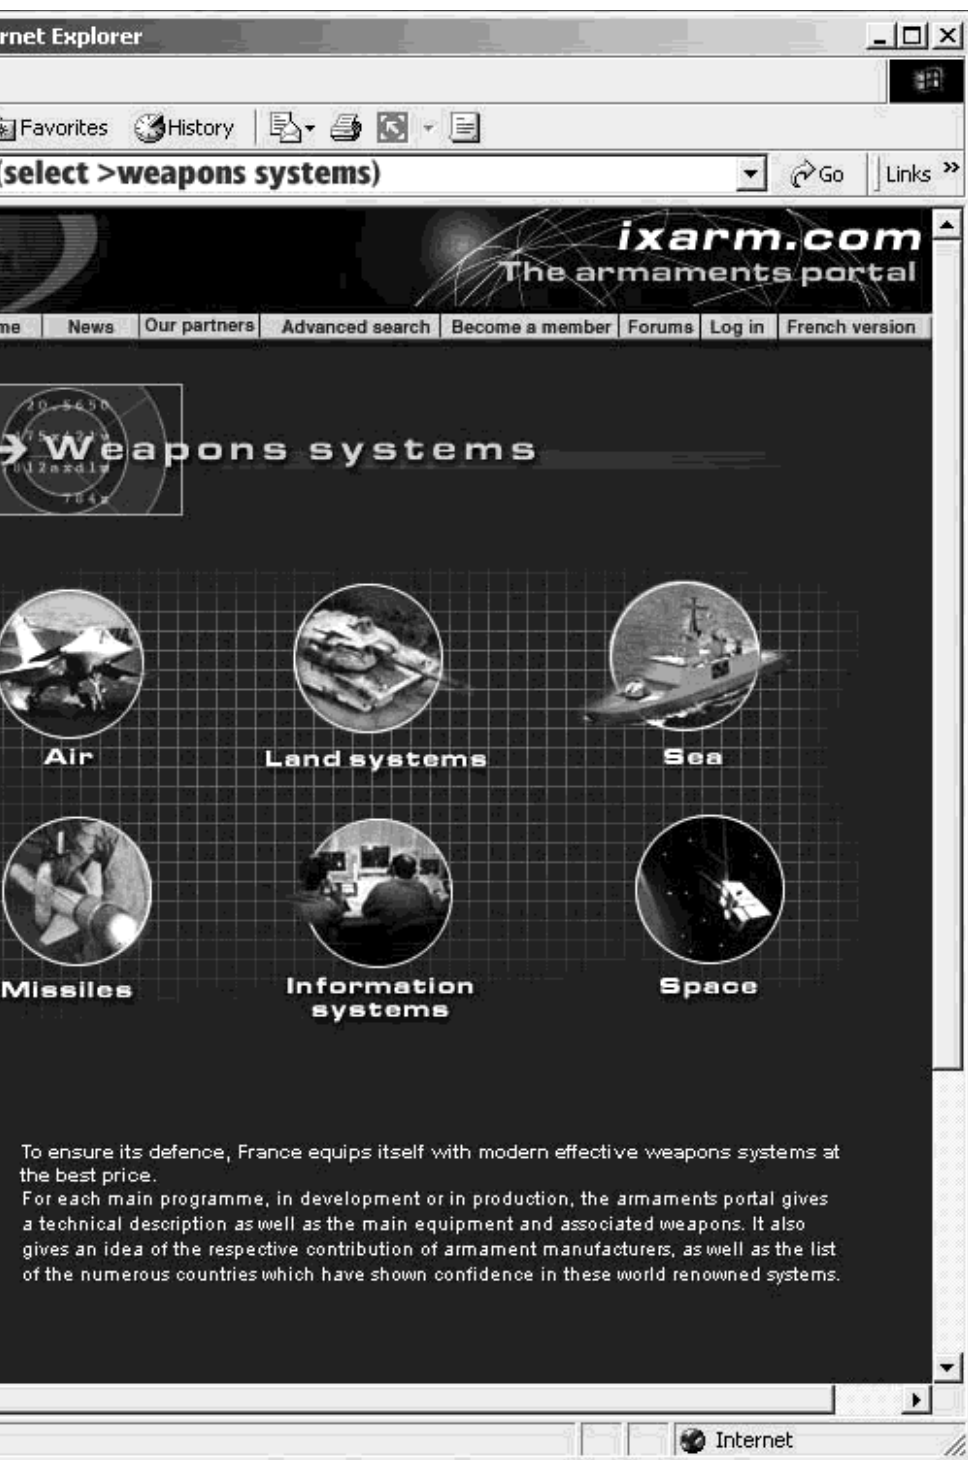 rnet Explorer
Favorites History
(select >weapons systems) Go Links »
ixarm.com
The armaments portal
me News Our partners Advanced search Become a member Forums Log in French version
20.5650
Weapons systems
784
Air Land systems Sea
Missiles Information systems Space
To ensure its defence, France equips itself with modern effective weapons systems at
the best price.
For each main programme, in development or in production, the armaments portal gives
a technical description as well as the main equipment and associated weapons. It also
gives an idea of the respective contribution of armament manufacturers, as well as the list
of the numerous countries which have shown confidence in these world renowned systems.
Internet